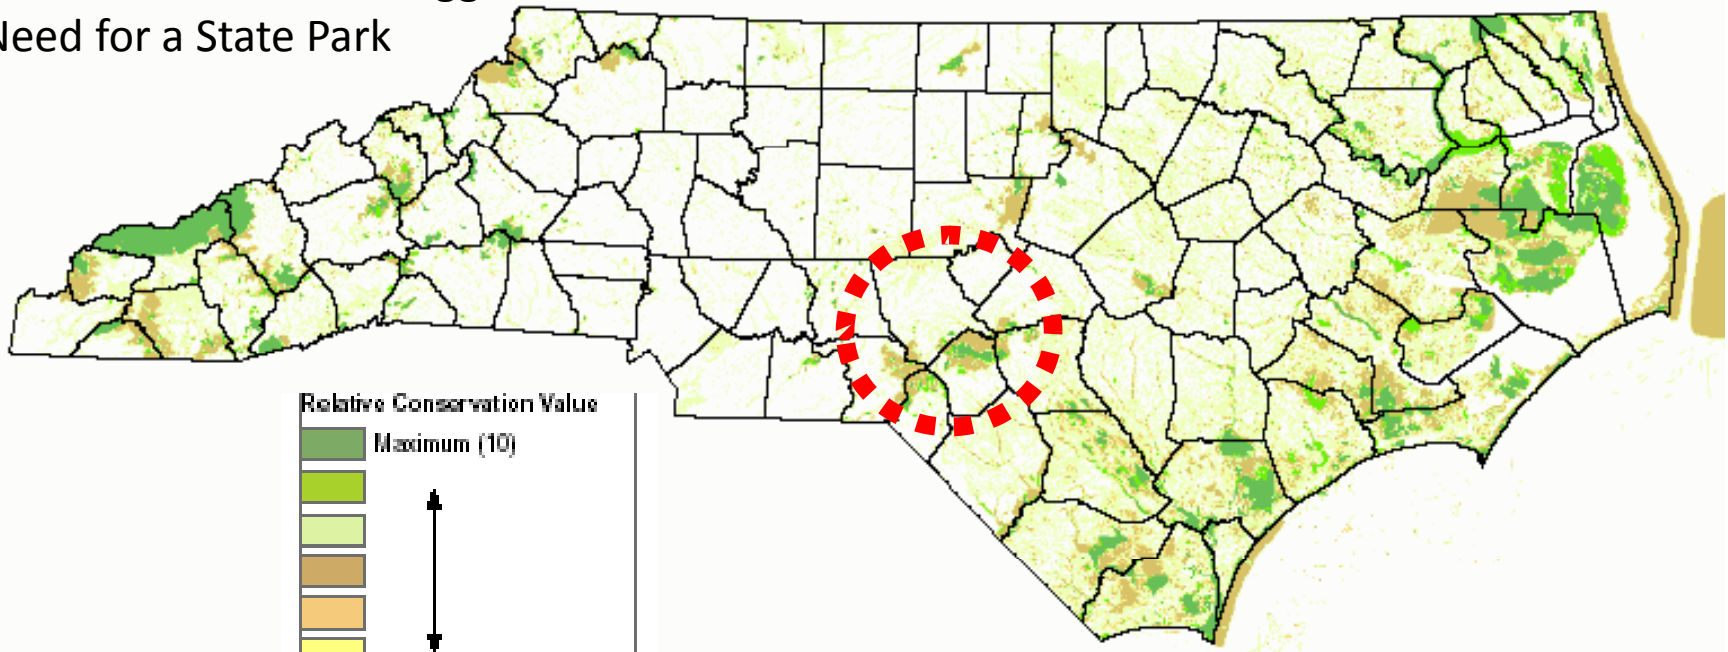 Need for a State Park
Relative Conservation Value
Maximum (10)